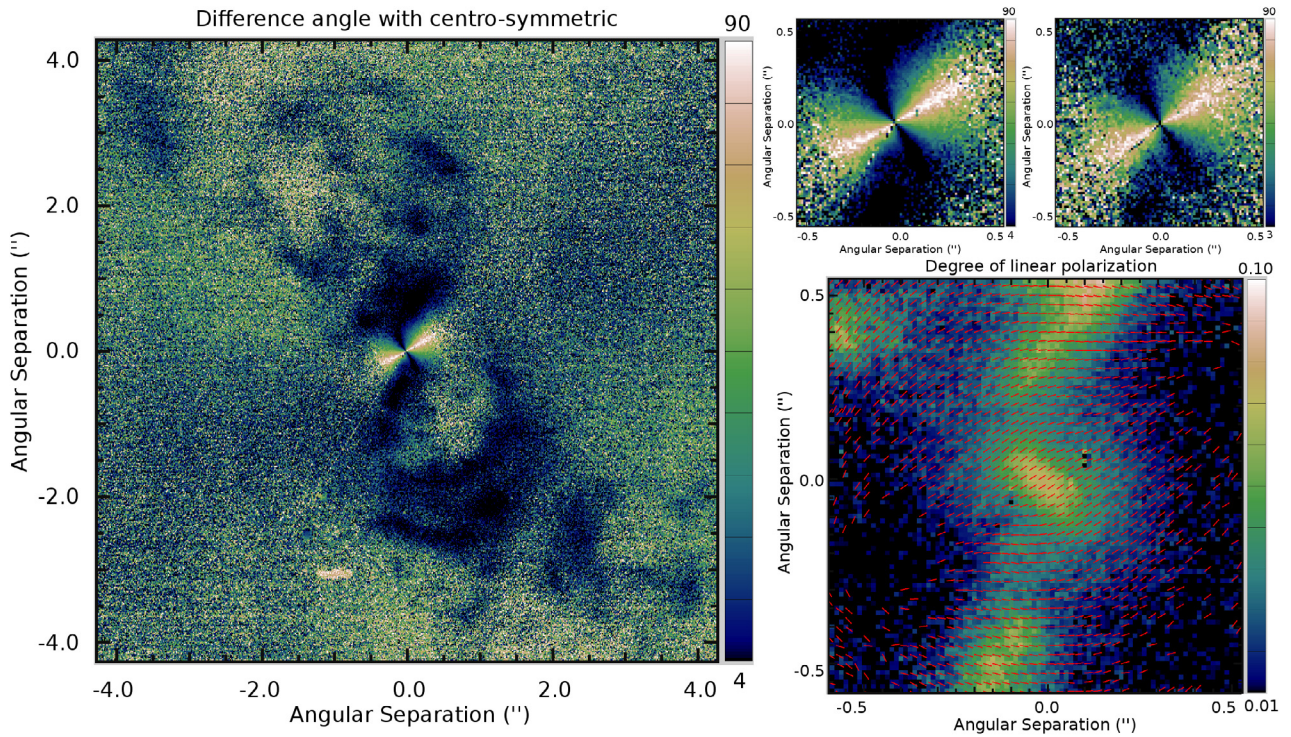 Difference angle with centro-symmetric
90
4.0
2.0
0.0
-2.0
-4.0
Angular Separation ('')
-4.0 -2.0 0.0 2.0 4.0
4
Angular Separation ('')
90
0.5
0.0
-0.5
Angular Separation ('')
-0.5 0.0 0.5 4
Angular Separation ('')
90
0.5
0.0
-0.5
Angular Separation ('')
-0.5 0.0 0.5 3
Angular Separation ('')
Degree of linear polarization
0.10
0.5
0.0
-0.5
Angular Separation ('')
-0.5 0.0 0.5 0.01
Angular Separation ('')